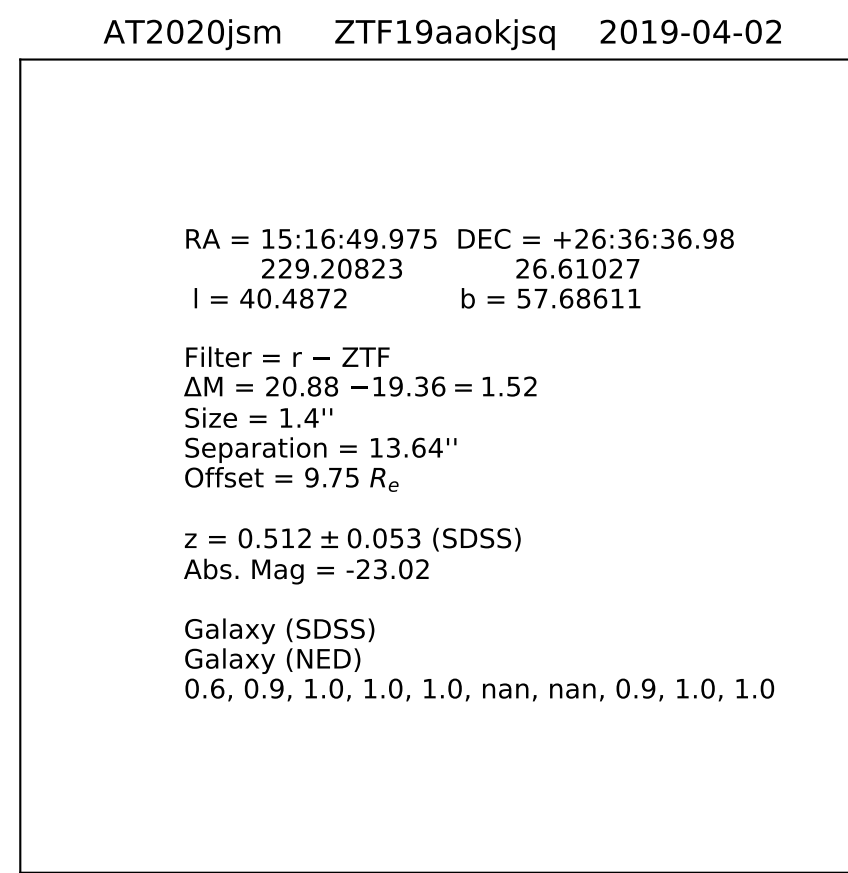 AT2020jsm ZTF19aaokjsq 2019-04-02
RA = 15:16:49.975 DEC = +26:36:36.98
229.20823 26.61027
l = 40.4872 b = 57.68611
Filter = r − ZTF
ΔM = 20.88 −19.36 = 1.52
Size = 1.4''
Separation = 13.64''
Offset = 9.75 Rₑ
z = 0.512 ± 0.053 (SDSS)
Abs. Mag = -23.02
Galaxy (SDSS)
Galaxy (NED)
0.6, 0.9, 1.0, 1.0, 1.0, nan, nan, 0.9, 1.0, 1.0